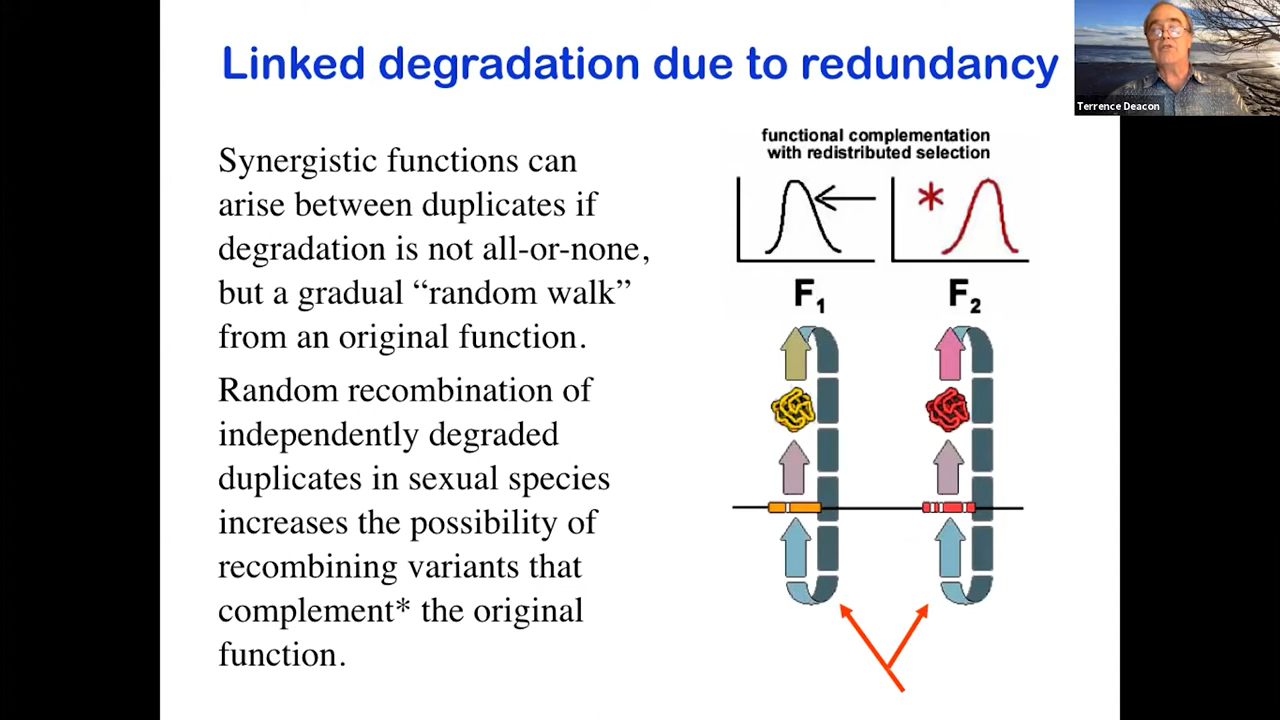 Linked degradation due to redundancy
Terrence Deacon
Synergistic functions can
arise between duplicates if
degradation is not all-or-none,
but a gradual “random walk”
from an original function.
Random recombination of
independently degraded
duplicates in sexual species
increases the possibility of
recombining variants that
complement* the original
function.
functional complementation
with redistributed selection
*
F1 F2